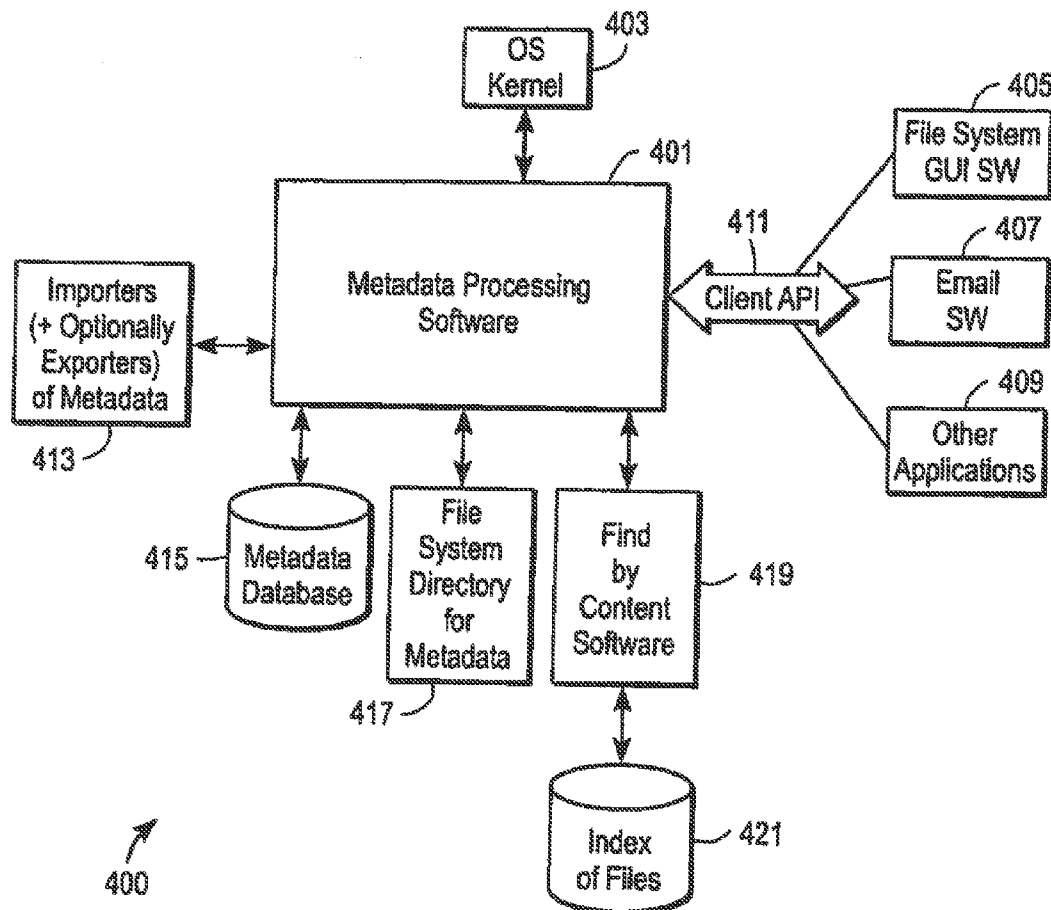 OS
Kernel
403
401
Metadata Processing
Software
405
File System
GUI SW
411
Client API
407
Email
SW
409
Other
Applications
Importers
(+ Optionally
Exporters)
of Metadata
413
415
Metadata
Database
File
System
Directory
for
Metadata
417
Find
by
Content
Software
419
Index
of Files
421
400